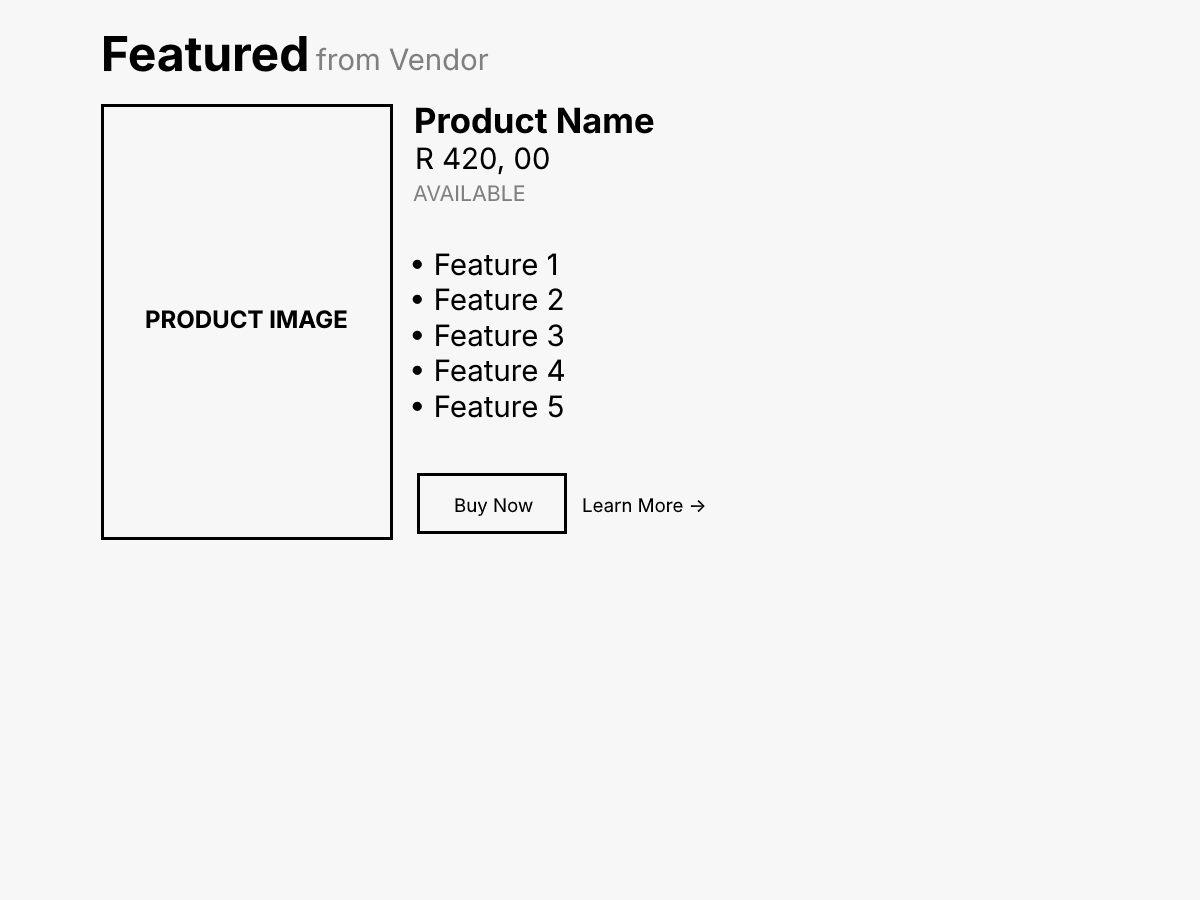 Featured from Vendor
Product Name
R 420, 00
AVAILABLE
• Feature 1
• Feature 2
• Feature 3
• Feature 4
• Feature 5
PRODUCT IMAGE
Buy Now
Learn More →